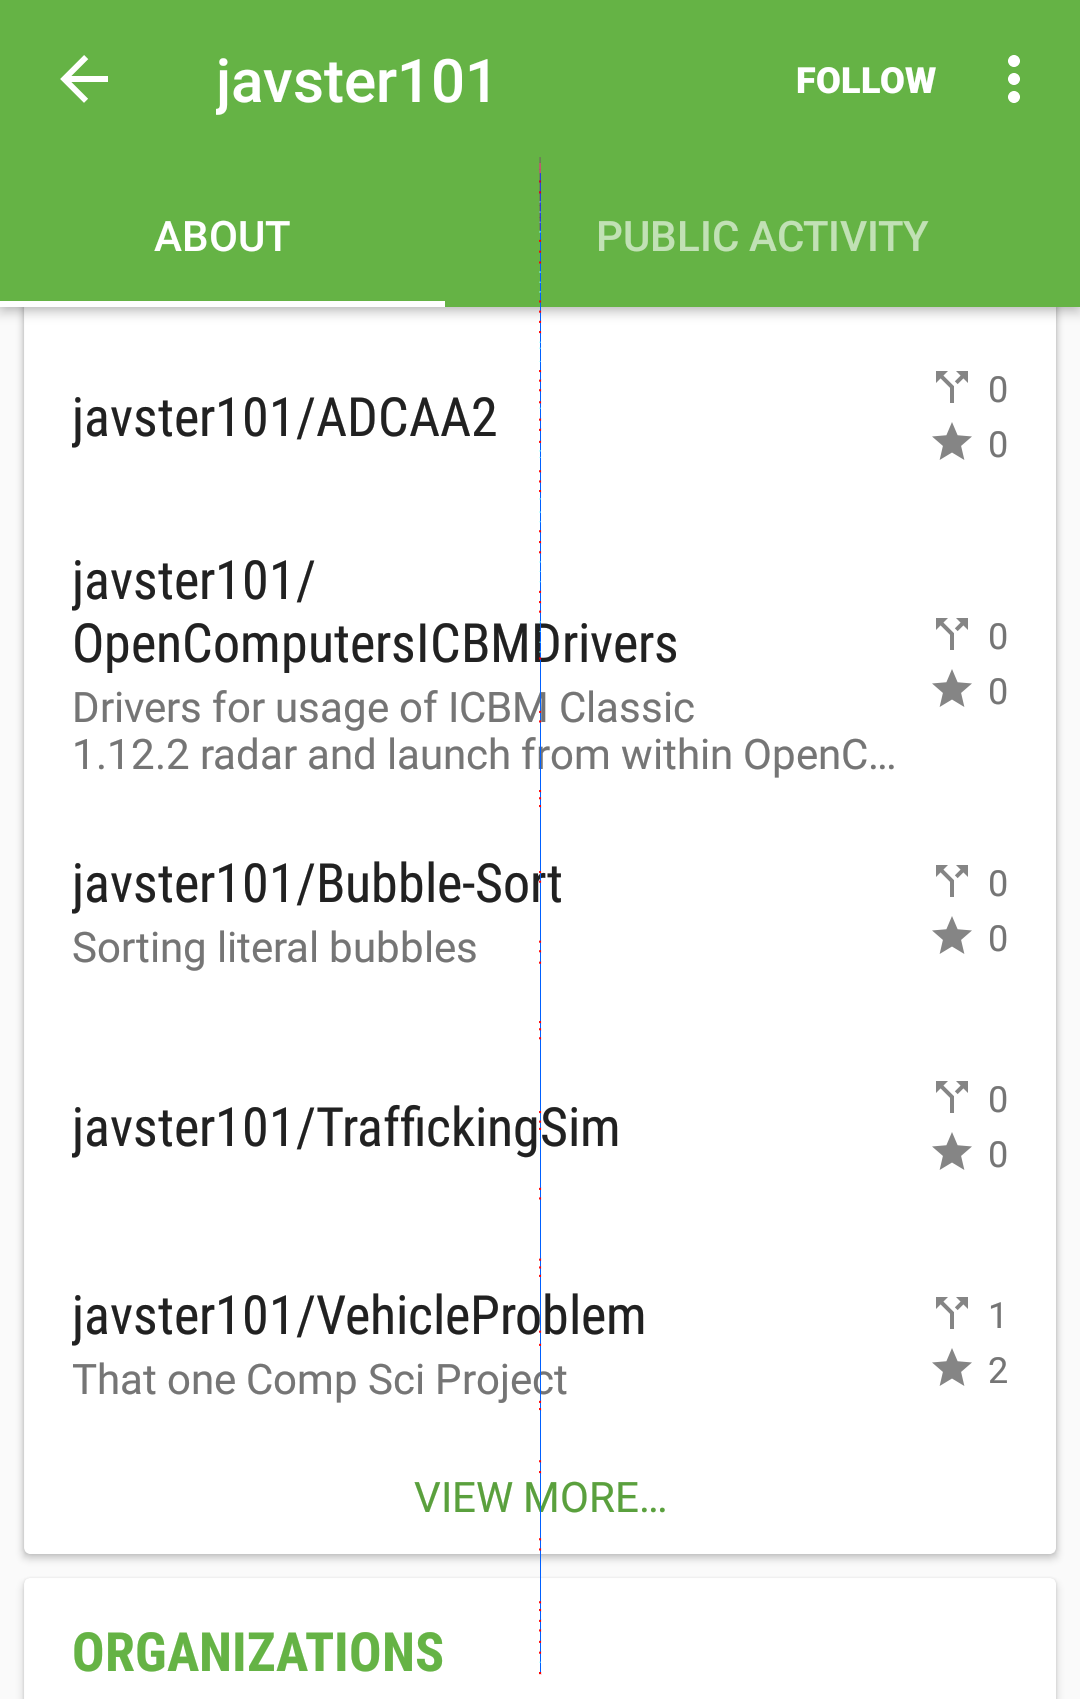 javster101 FOLLOW
ABOUT PUBLIC ACTIVITY
javster101/ADCAA2
0
0
javster101/
OpenComputersICBMDrivers
Drivers for usage of ICBM Classic
1.12.2 radar and launch from within OpenC...
0
0
javster101/Bubble-Sort
Sorting literal bubbles
0
0
javster101/TraffickingSim
0
0
javster101/VehicleProblem
That one Comp Sci Project
1
2
VIEW MORE...
ORGANIZATIONS